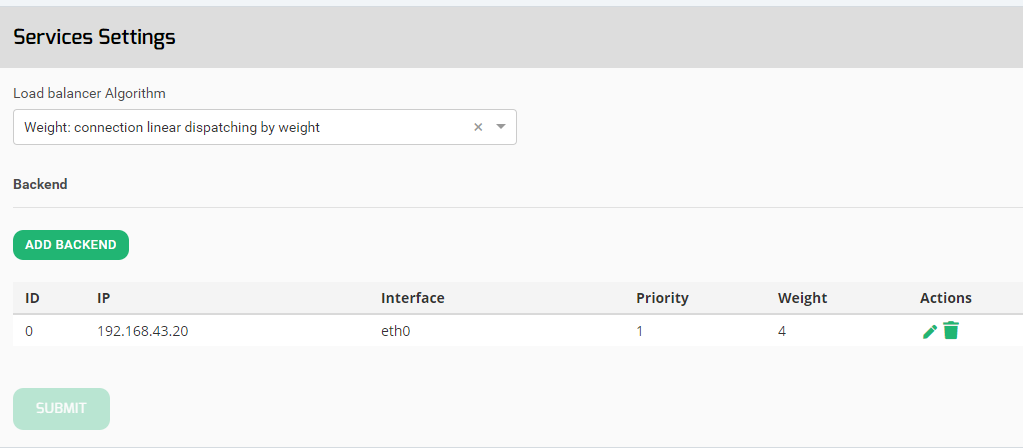 Services Settings
Load balancer Algorithm
Weight: connection linear dispatching by weight
Backend
ADD BACKEND
ID IP Interface Priority Weight Actions
0 192.168.43.20 eth0 1 4
SUBMIT